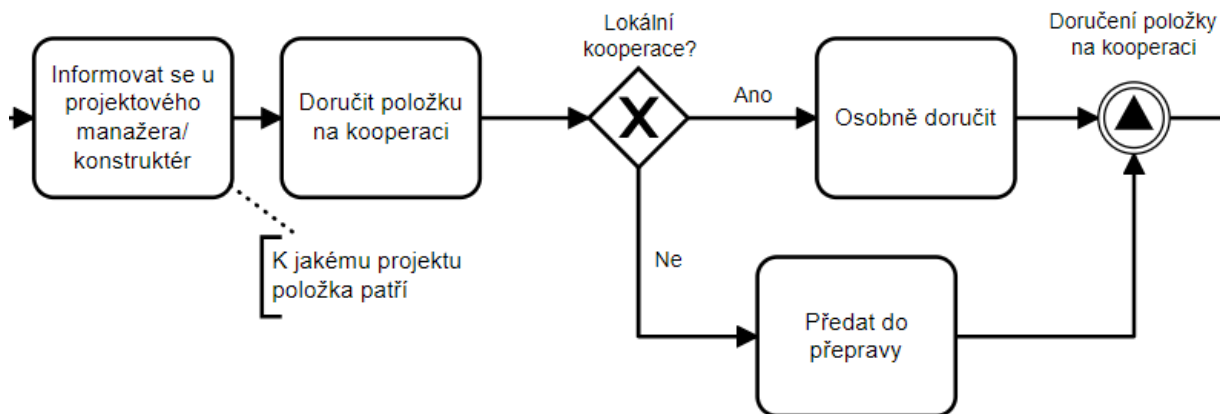 Informovat se u
projektového
manažera/
konstruktér
Doručit položku
na kooperaci
Lokální
kooperace?
Ano
Osobně doručit
Doručení položky
na kooperaci
K jakému projektu
položka patří
Ne
Předat do
přepravy